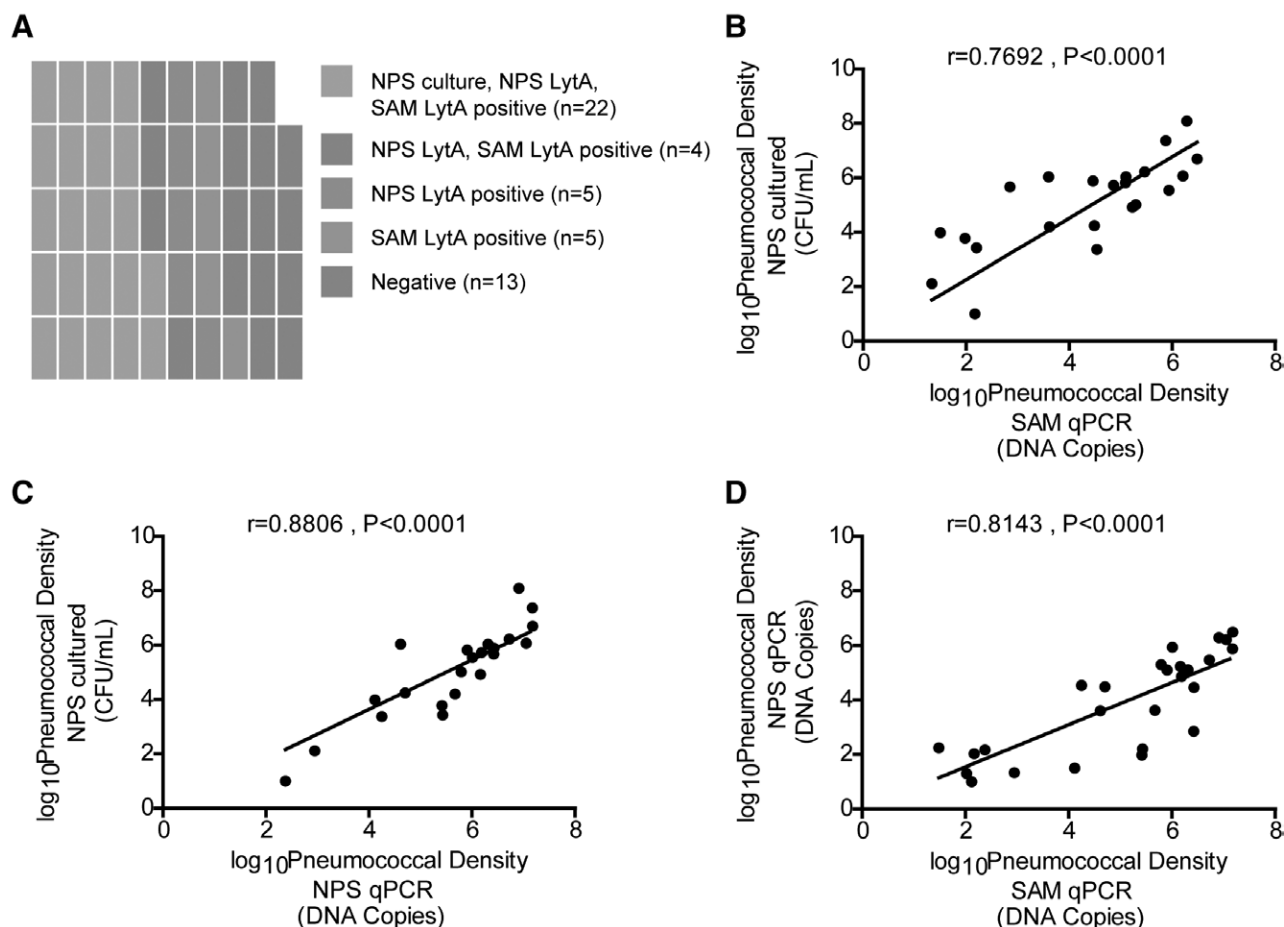 A
NPS culture, NPS LytA,
SAM LytA positive (n=22)
NPS LytA, SAM LytA positive (n=4)
NPS LytA positive (n=5)
SAM LytA positive (n=5)
Negative (n=13)
B
r=0.7692 , P<0.0001
log10Pneumococcal Density
NPS cultured
(CFU/mL)
10
8
6
4
2
0
0 2 4 6 8
log10Pneumococcal Density
SAM qPCR
(DNA Copies)
C
r=0.8806 , P<0.0001
log10Pneumococcal Density
NPS cultured
(CFU/mL)
10
8
6
4
2
0
0 2 4 6 8
log10Pneumococcal Density
NPS qPCR
(DNA Copies)
D
r=0.8143 , P<0.0001
log10Pneumococcal Density
NPS qPCR
(DNA Copies)
10
8
6
4
2
0
0 2 4 6 8
log10Pneumococcal Density
SAM qPCR
(DNA Copies)